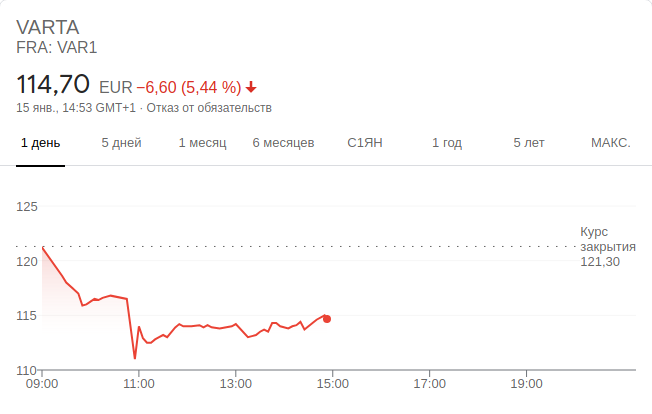 VARTA
FRA: VAR1
114,70 EUR −6,60 (5,44 %)
15 янв., 14:53 GMT+1 · Отказ от обязательств
1 день 5 дней 1 месяц 6 месяцев С1ЯН 1 год 5 лет МАКС.
125
Курс
закрытия
121,30
120
115
110
09:00 11:00 13:00 15:00 17:00 19:00